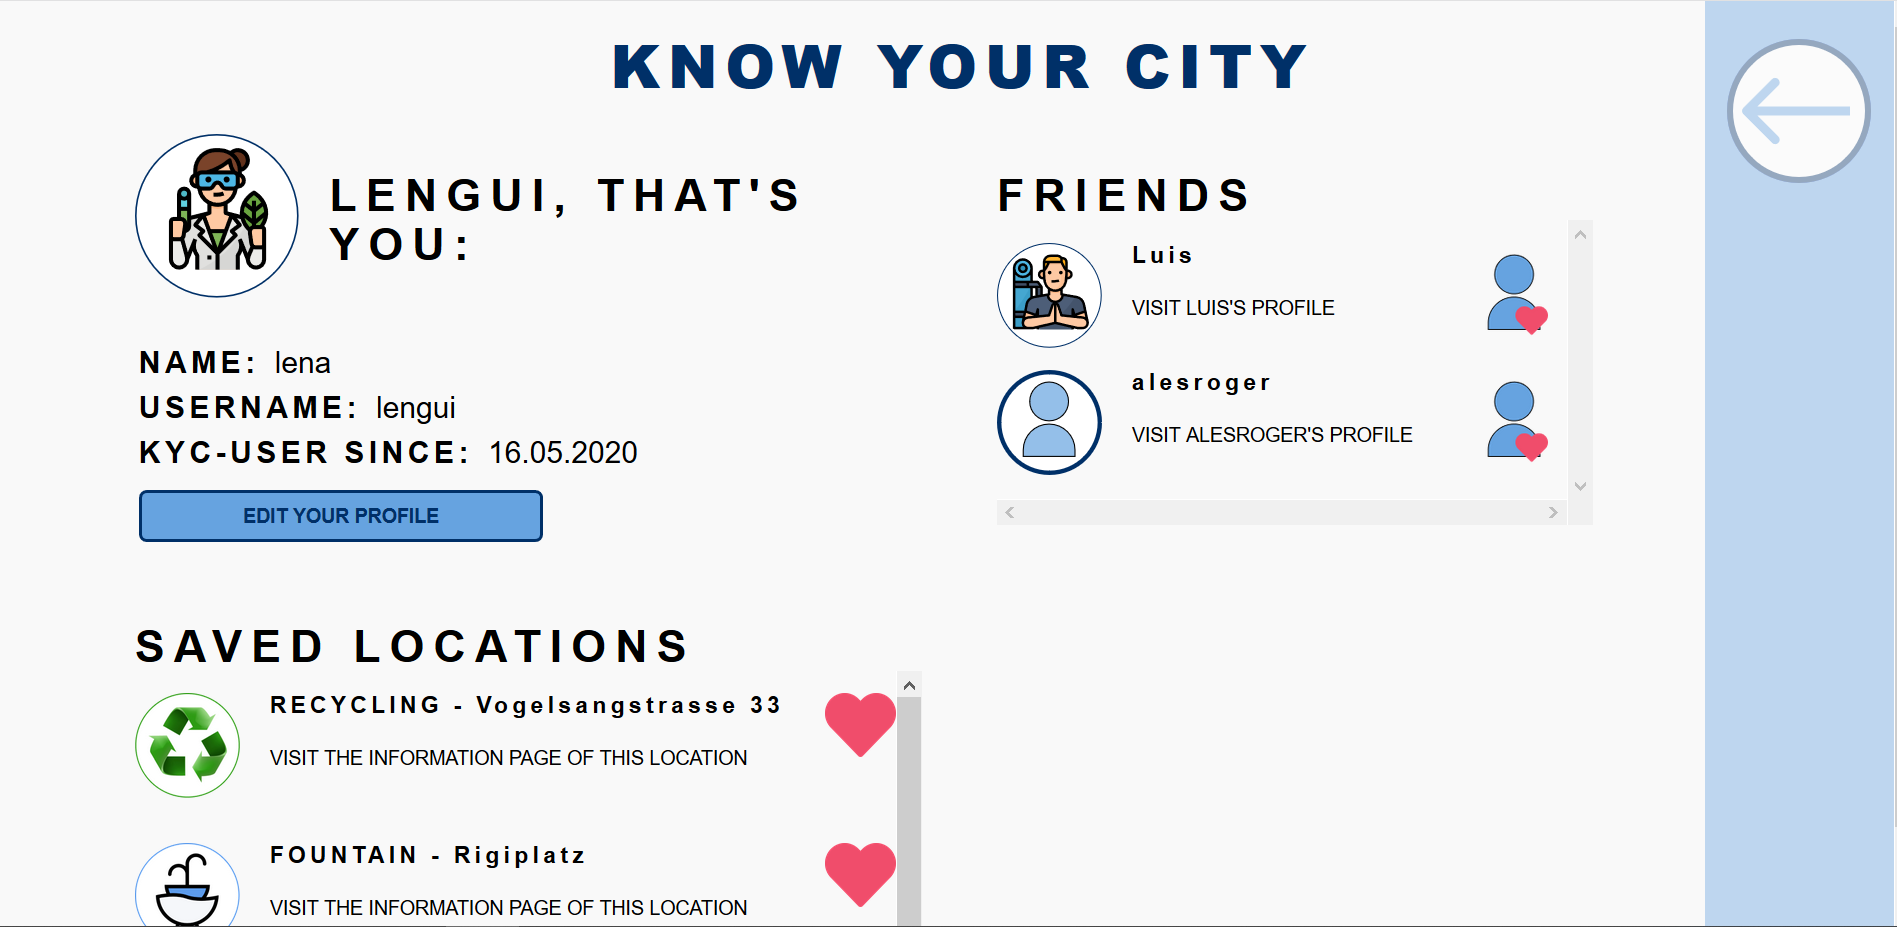 KNOW YOUR CITY
LENGUI, THAT'S
YOU:
NAME: lena
USERNAME: lengui
KYC-USER SINCE: 16.05.2020
EDIT YOUR PROFILE
FRIENDS
Luis
VISIT LUIS'S PROFILE
alesroger
VISIT ALESROGER'S PROFILE
SAVED LOCATIONS
RECYCLING - Vogelsangstrasse 33
VISIT THE INFORMATION PAGE OF THIS LOCATION
FOUNTAIN - Rigiplatz
VISIT THE INFORMATION PAGE OF THIS LOCATION